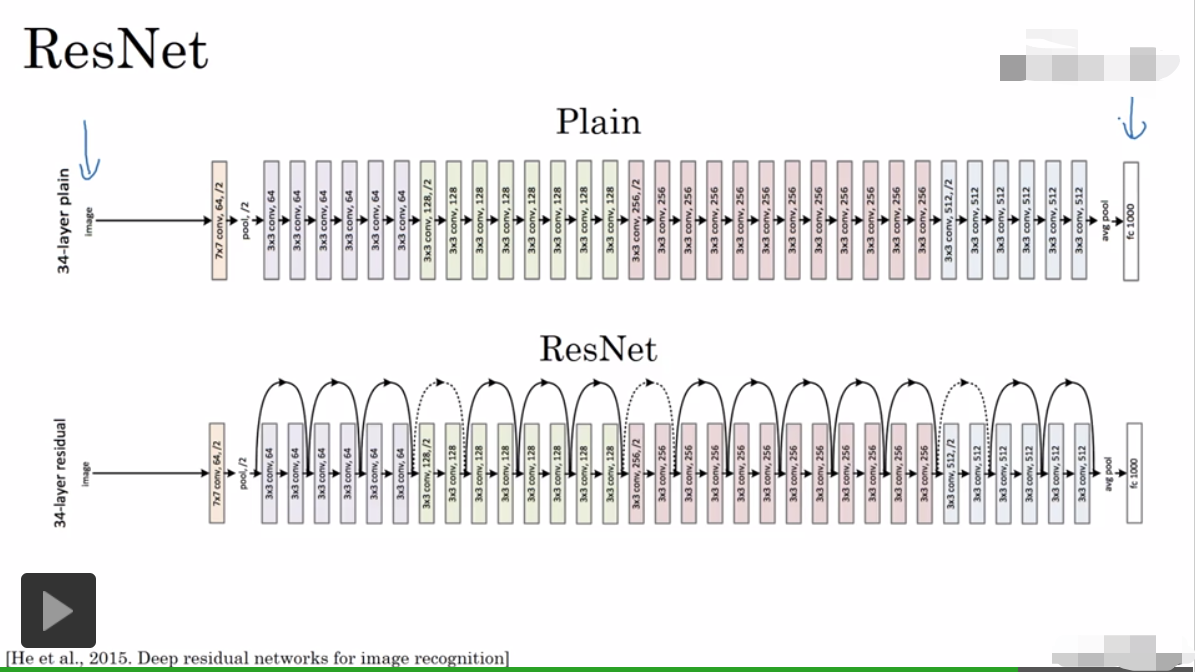 ResNet
Plain
34-layer plain
image
7x7 conv, 64, /2
pool, /2
3x3 conv, 64
3x3 conv, 64
3x3 conv, 64
3x3 conv, 64
3x3 conv, 64
3x3 conv, 64
3x3 conv, 128, /2
3x3 conv, 128
3x3 conv, 128
3x3 conv, 128
3x3 conv, 128
3x3 conv, 128
3x3 conv, 128
3x3 conv, 128
3x3 conv, 256, /2
3x3 conv, 256
3x3 conv, 256
3x3 conv, 256
3x3 conv, 256
3x3 conv, 256
3x3 conv, 256
3x3 conv, 256
3x3 conv, 256
3x3 conv, 256
3x3 conv, 256
3x3 conv, 256
3x3 conv, 512, /2
3x3 conv, 512
3x3 conv, 512
3x3 conv, 512
3x3 conv, 512
3x3 conv, 512
avg pool
fc 1000
ResNet
34-layer residual
image
7x7 conv, 64, /2
pool, /2
3x3 conv, 64
3x3 conv, 64
3x3 conv, 64
3x3 conv, 64
3x3 conv, 64
3x3 conv, 64
3x3 conv, 128, /2
3x3 conv, 128
3x3 conv, 128
3x3 conv, 128
3x3 conv, 128
3x3 conv, 128
3x3 conv, 128
3x3 conv, 128
3x3 conv, 256, /2
3x3 conv, 256
3x3 conv, 256
3x3 conv, 256
3x3 conv, 256
3x3 conv, 256
3x3 conv, 256
3x3 conv, 256
3x3 conv, 256
3x3 conv, 256
3x3 conv, 256
3x3 conv, 256
3x3 conv, 512, /2
3x3 conv, 512
3x3 conv, 512
3x3 conv, 512
3x3 conv, 512
3x3 conv, 512
avg pool
fc 1000
[He et al., 2015. Deep residual networks for image recognition]